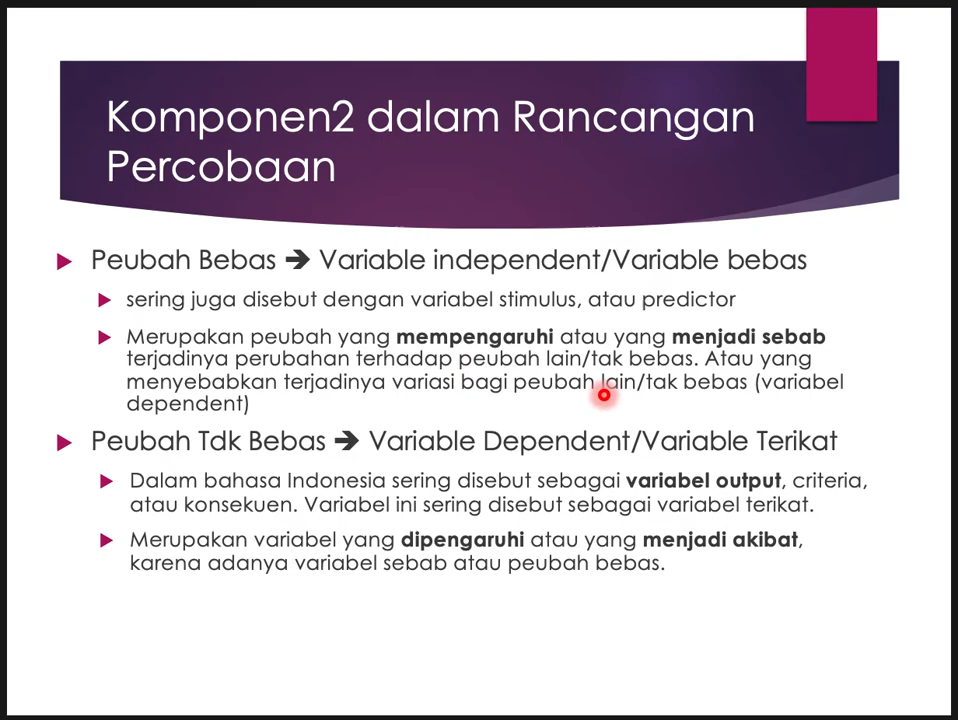 Komponen2 dalam Rancangan
Percobaan
Peubah Bebas ➔ Variable independent/Variable bebas
sering juga disebut dengan variabel stimulus, atau predictor
Merupakan peubah yang mempengaruhi atau yang menjadi sebab
terjadinya perubahan terhadap peubah lain/tak bebas. Atau yang
menyebabkan terjadinya variasi bagi peubah lain/tak bebas (variabel
dependent)
Peubah Tdk Bebas ➔ Variable Dependent/Variable Terikat
Dalam bahasa Indonesia sering disebut sebagai variabel output, criteria,
atau konsekuen. Variabel ini sering disebut sebagai variabel terikat.
Merupakan variabel yang dipengaruhi atau yang menjadi akibat,
karena adanya variabel sebab atau peubah bebas.